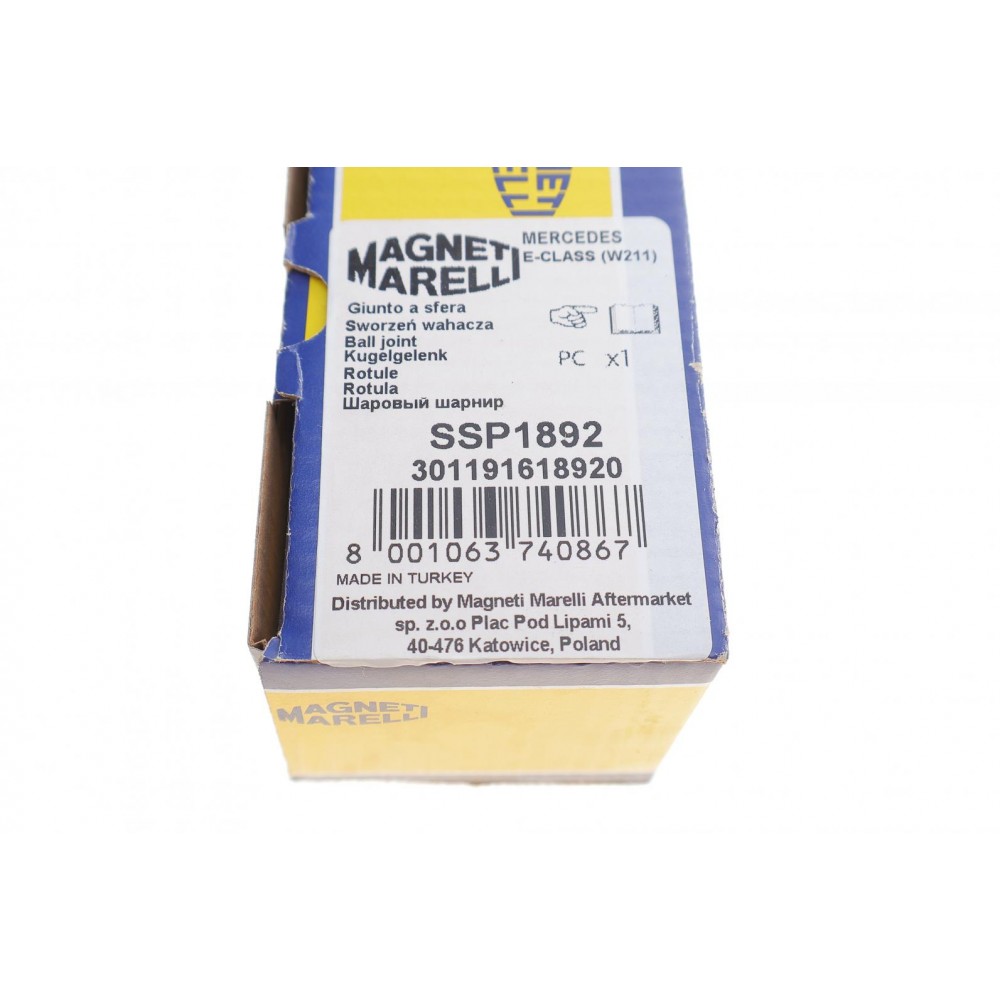 NETI
RELLI
MAGNETI
MARELLI
MERCEDES
E-CLASS (W211)
Giunto a sfera
Sworzeń wahacza
Ball joint
Kugelgelenk
Rotule
Rotula
Шаровый шарнир
PC x1
SSP1892
301191618920
8 001063 740867
MADE IN TURKEY
Distributed by Magneti Marelli Aftermarket
sp. z.o.o Plac Pod Lipami 5,
40-476 Katowice, Poland
MAGNETI
MARELLI